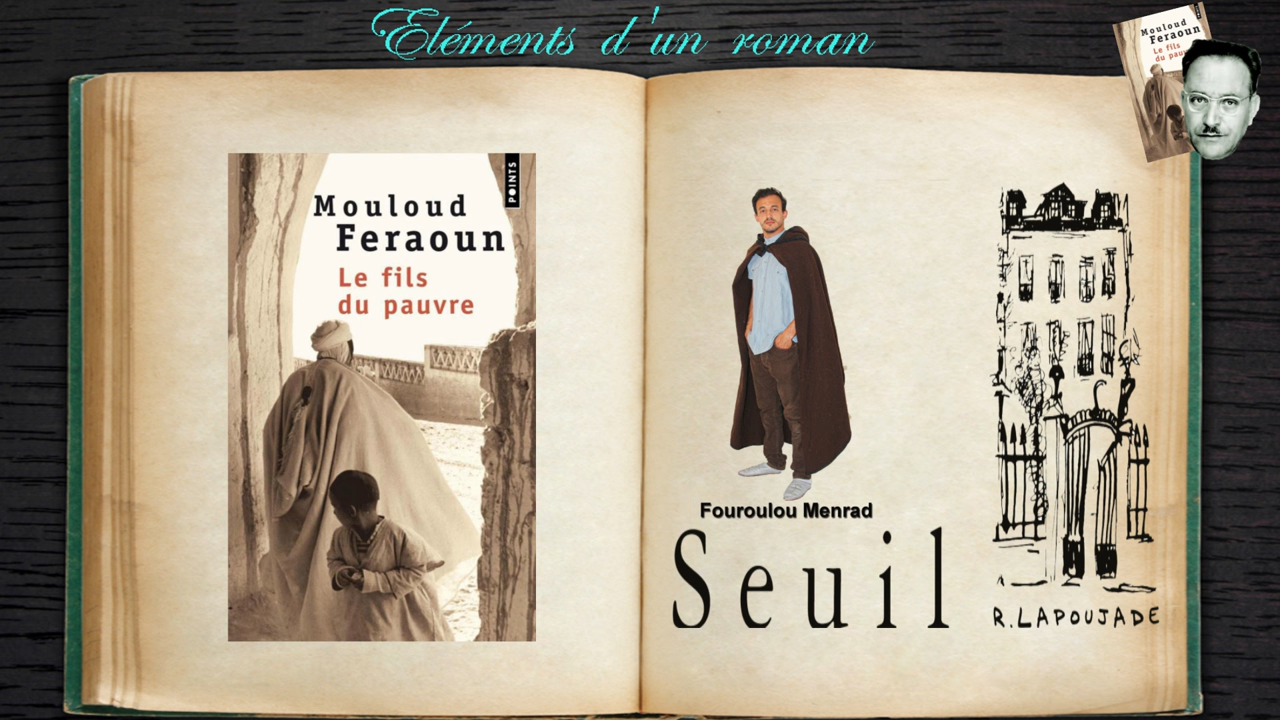 Eléments d'un roman
Mouloud
Feraoun
Le fils
du pauvre
POINTS
Mouloud
Feraoun
Le fils
du pauvre
Fouroulou Menrad
Seuil
R. LAPOUJADE